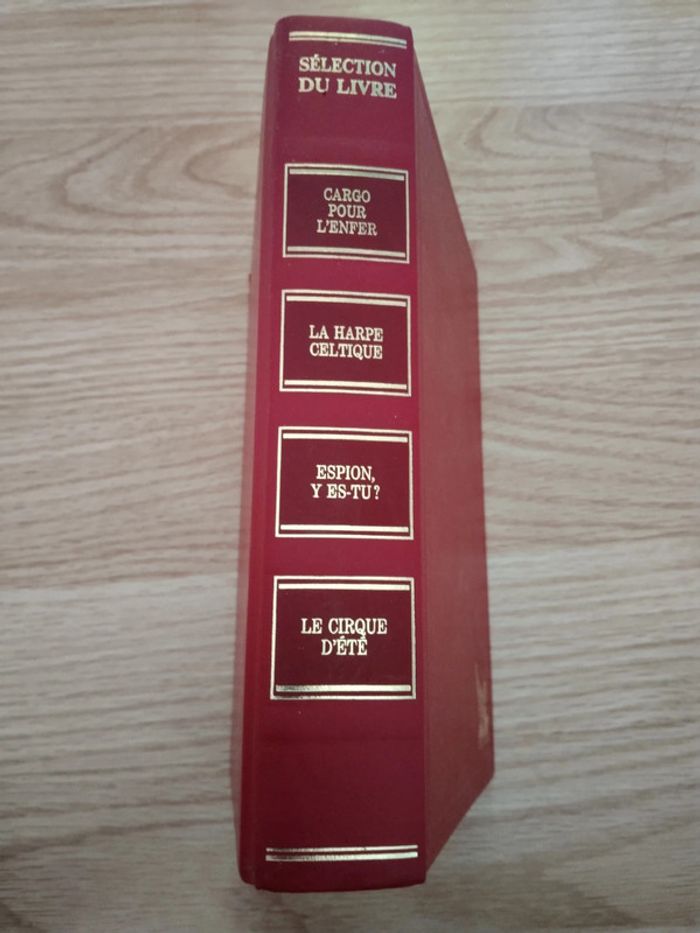 SÉLECTION
DU LIVRE
CARGO
POUR
L'ENFER
LA HARPE
CELTIQUE
ESPION,
Y ES-TU?
LE CIRQUE
D'ÉTÉ